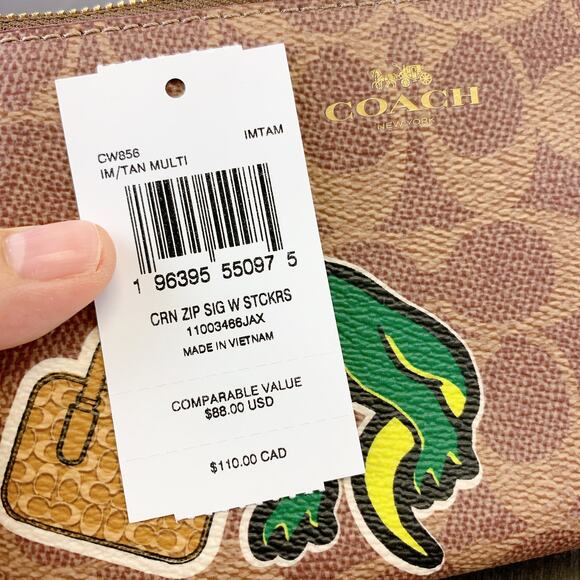 COACH
NEW YORK
CW856
IMTAM
IM/TAN MULTI
1 96395 55097 5
CRN ZIP SIG W STCKRS
11003466JAX
MADE IN VIETNAM
COMPARABLE VALUE
$88.00 USD
$110.00 CAD